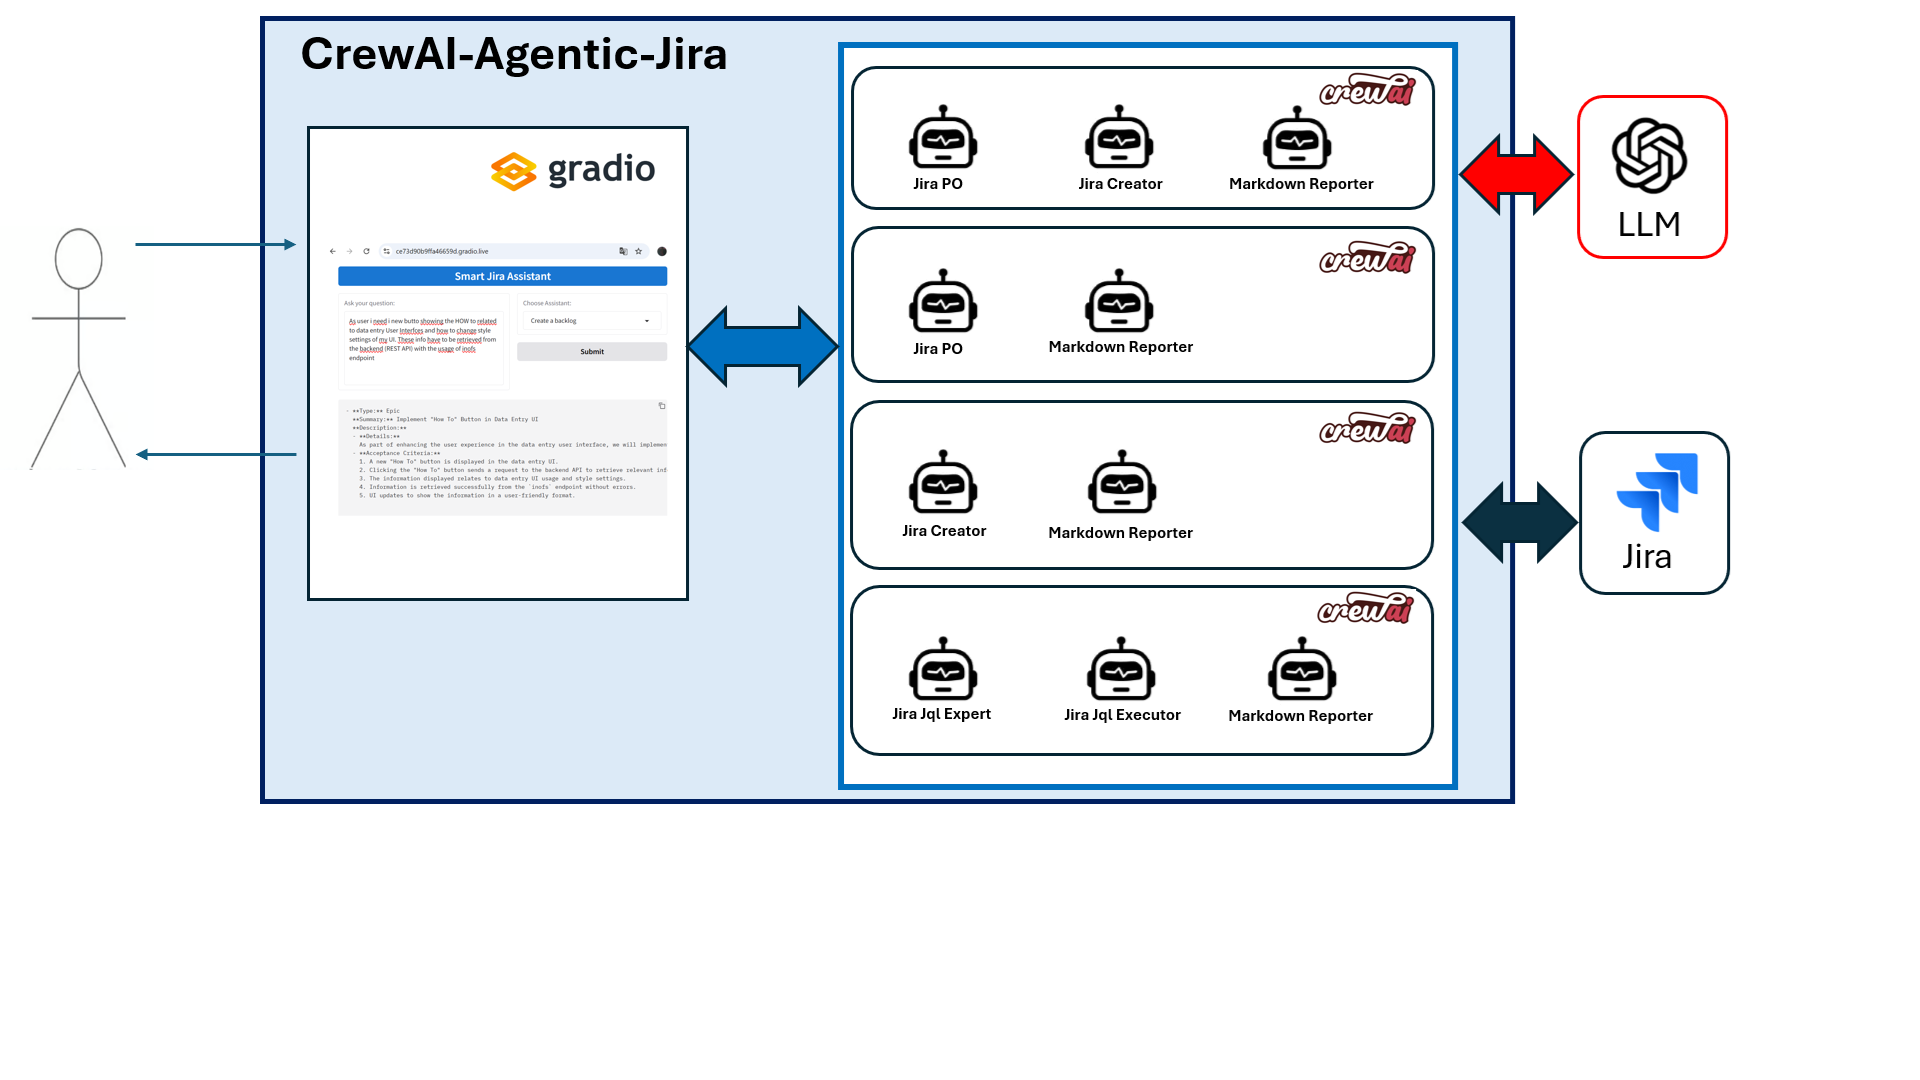 CrewAI-Agentic-Jira
gradio
ce73d90b9ffa46659d.gradio.live
Smart Jira Assistant
Ask your question:
As user i need i new butto showing the HOW to related
to data entry User Interfces and how to change style
settings of my UI. These info have to be retrieved from
the backend (REST API) with the usage of inofs
endpoint
Choose Assistant:
Create a backlog
Submit
- **Type:** Epic
**Summary:** Implement "How To" Button in Data Entry UI
**Description:**
- **Details:**
As part of enhancing the user experience in the data entry user interface, we will implemen
- **Acceptance Criteria:**
1. A new "How To" button is displayed in the data entry UI.
2. Clicking the "How To" button sends a request to the backend API to retrieve relevant inf
3. The information displayed relates to data entry UI usage and style settings.
4. Information is retrieved successfully from the `inofs` endpoint without errors.
5. UI updates to show the information in a user-friendly format.
crewai
Jira PO
Jira Creator
Markdown Reporter
crewai
Jira PO
Markdown Reporter
crewai
Jira Creator
Markdown Reporter
crewai
Jira Jql Expert
Jira Jql Executor
Markdown Reporter
LLM
Jira